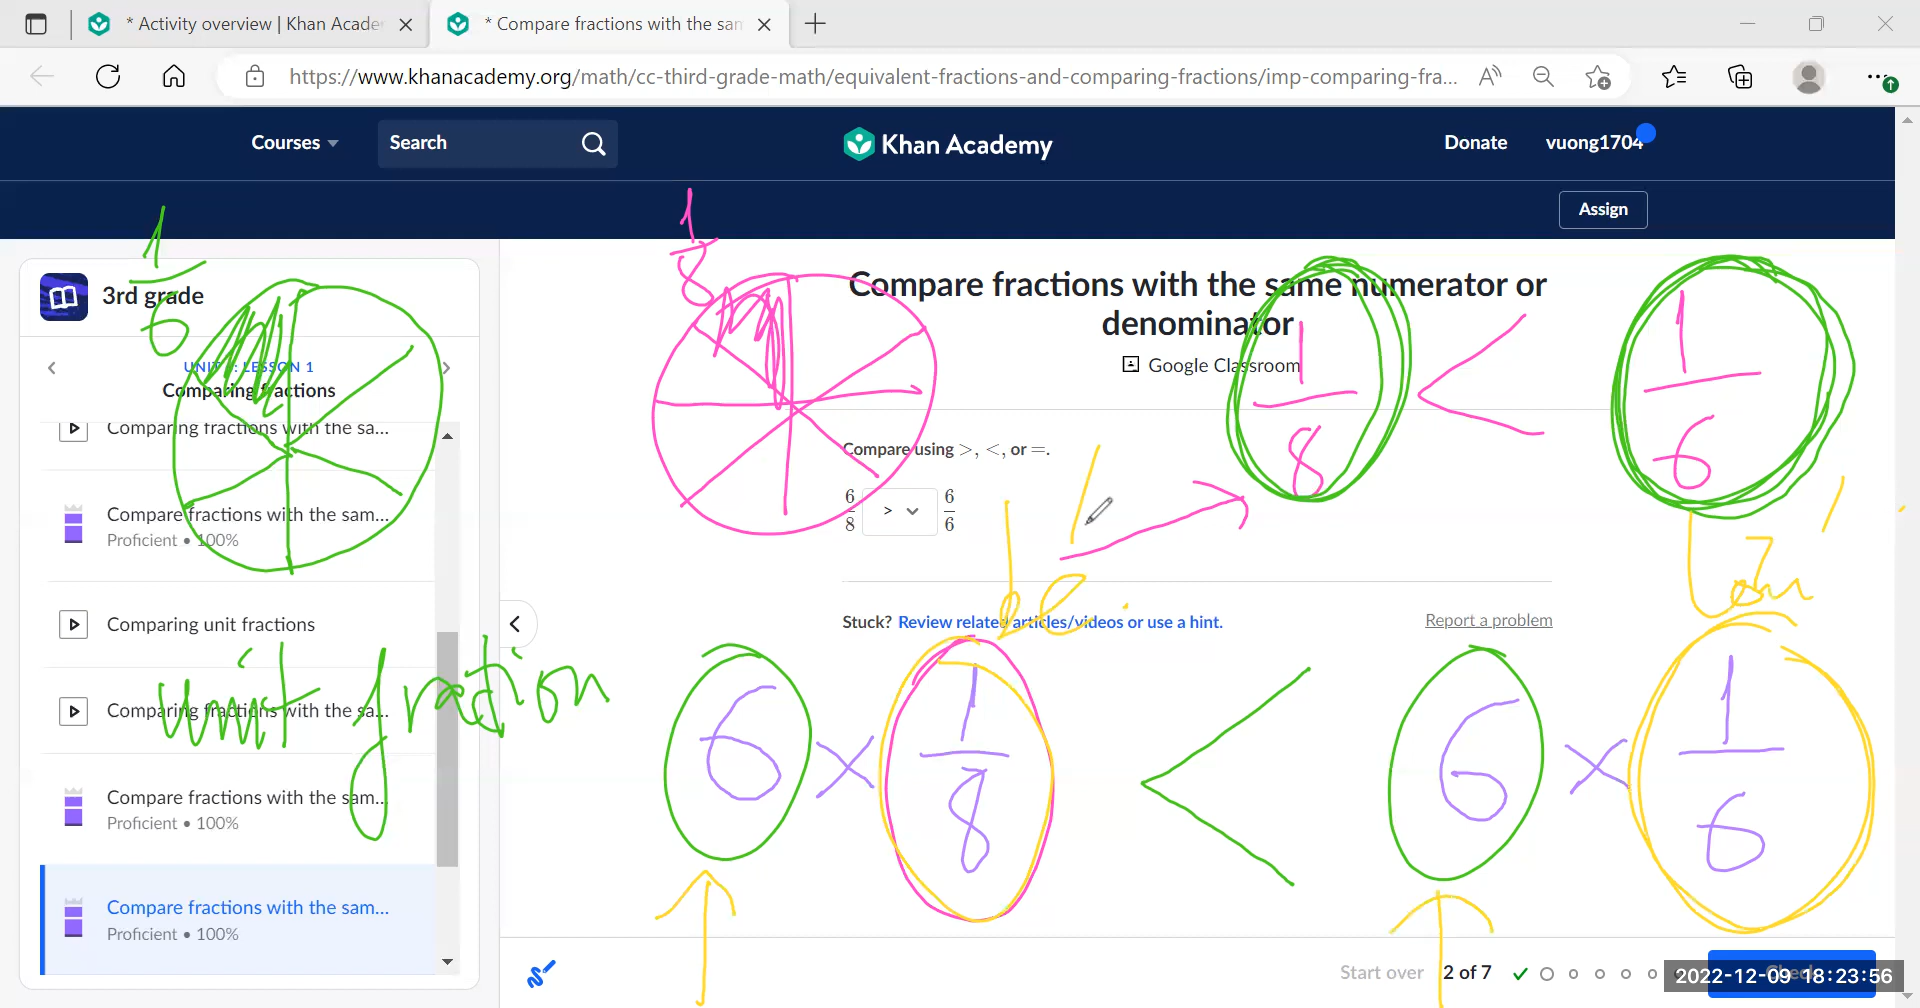 * Activity overview | Khan Acade
* Compare fractions with the sam
https://www.khanacademy.org/math/cc-third-grade-math/equivalent-fractions-and-comparing-fractions/imp-comparing-fra...
Courses
Search
Khan Academy
Donate
vuong1704
Assign
3rd grade
UNIT : LESSON 1
Comparing fractions
Comparing fractions with the sa...
Compare fractions with the sam...
Proficient • 100%
Comparing unit fractions
Comparing fractions with the sa...
Compare fractions with the sam...
Proficient • 100%
Compare fractions with the sam...
Proficient • 100%
1/6
unit fraction
1/8
Compare fractions with the same numerator or
denominator
Google Classroom
1/8 < 1/6
Compare using >, <, or =.
6/8 > 6/6
bé
lớn
Stuck? Review related articles/videos or use a hint.
Report a problem
6 × 1/8 < 6 × 1/6
Start over
2 of 7
2022-12-09 18:23:56